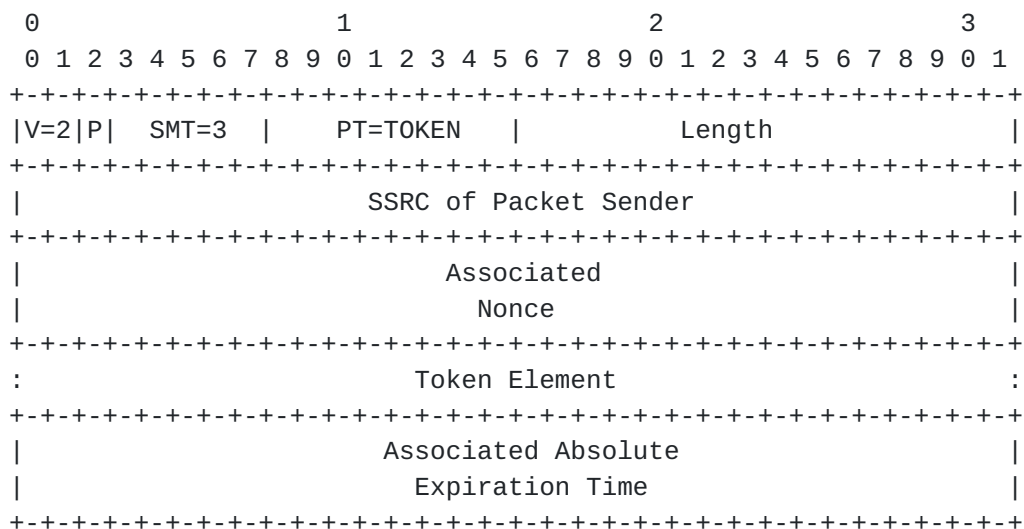 0                   1                   2                   3
 0 1 2 3 4 5 6 7 8 9 0 1 2 3 4 5 6 7 8 9 0 1 2 3 4 5 6 7 8 9 0 1
+-+-+-+-+-+-+-+-+-+-+-+-+-+-+-+-+-+-+-+-+-+-+-+-+-+-+-+-+-+-+-+-+
|V=2|P|  SMT=3  |    PT=TOKEN   |          Length               |
+-+-+-+-+-+-+-+-+-+-+-+-+-+-+-+-+-+-+-+-+-+-+-+-+-+-+-+-+-+-+-+-+
|                      SSRC of Packet Sender                    |
+-+-+-+-+-+-+-+-+-+-+-+-+-+-+-+-+-+-+-+-+-+-+-+-+-+-+-+-+-+-+-+-+
|                           Associated                          |
|                             Nonce                             |
+-+-+-+-+-+-+-+-+-+-+-+-+-+-+-+-+-+-+-+-+-+-+-+-+-+-+-+-+-+-+-+-+
:                         Token Element                         :
+-+-+-+-+-+-+-+-+-+-+-+-+-+-+-+-+-+-+-+-+-+-+-+-+-+-+-+-+-+-+-+-+
|                       Associated Absolute                     |
|                         Expiration Time                       |
+-+-+-+-+-+-+-+-+-+-+-+-+-+-+-+-+-+-+-+-+-+-+-+-+-+-+-+-+-+-+-+-+